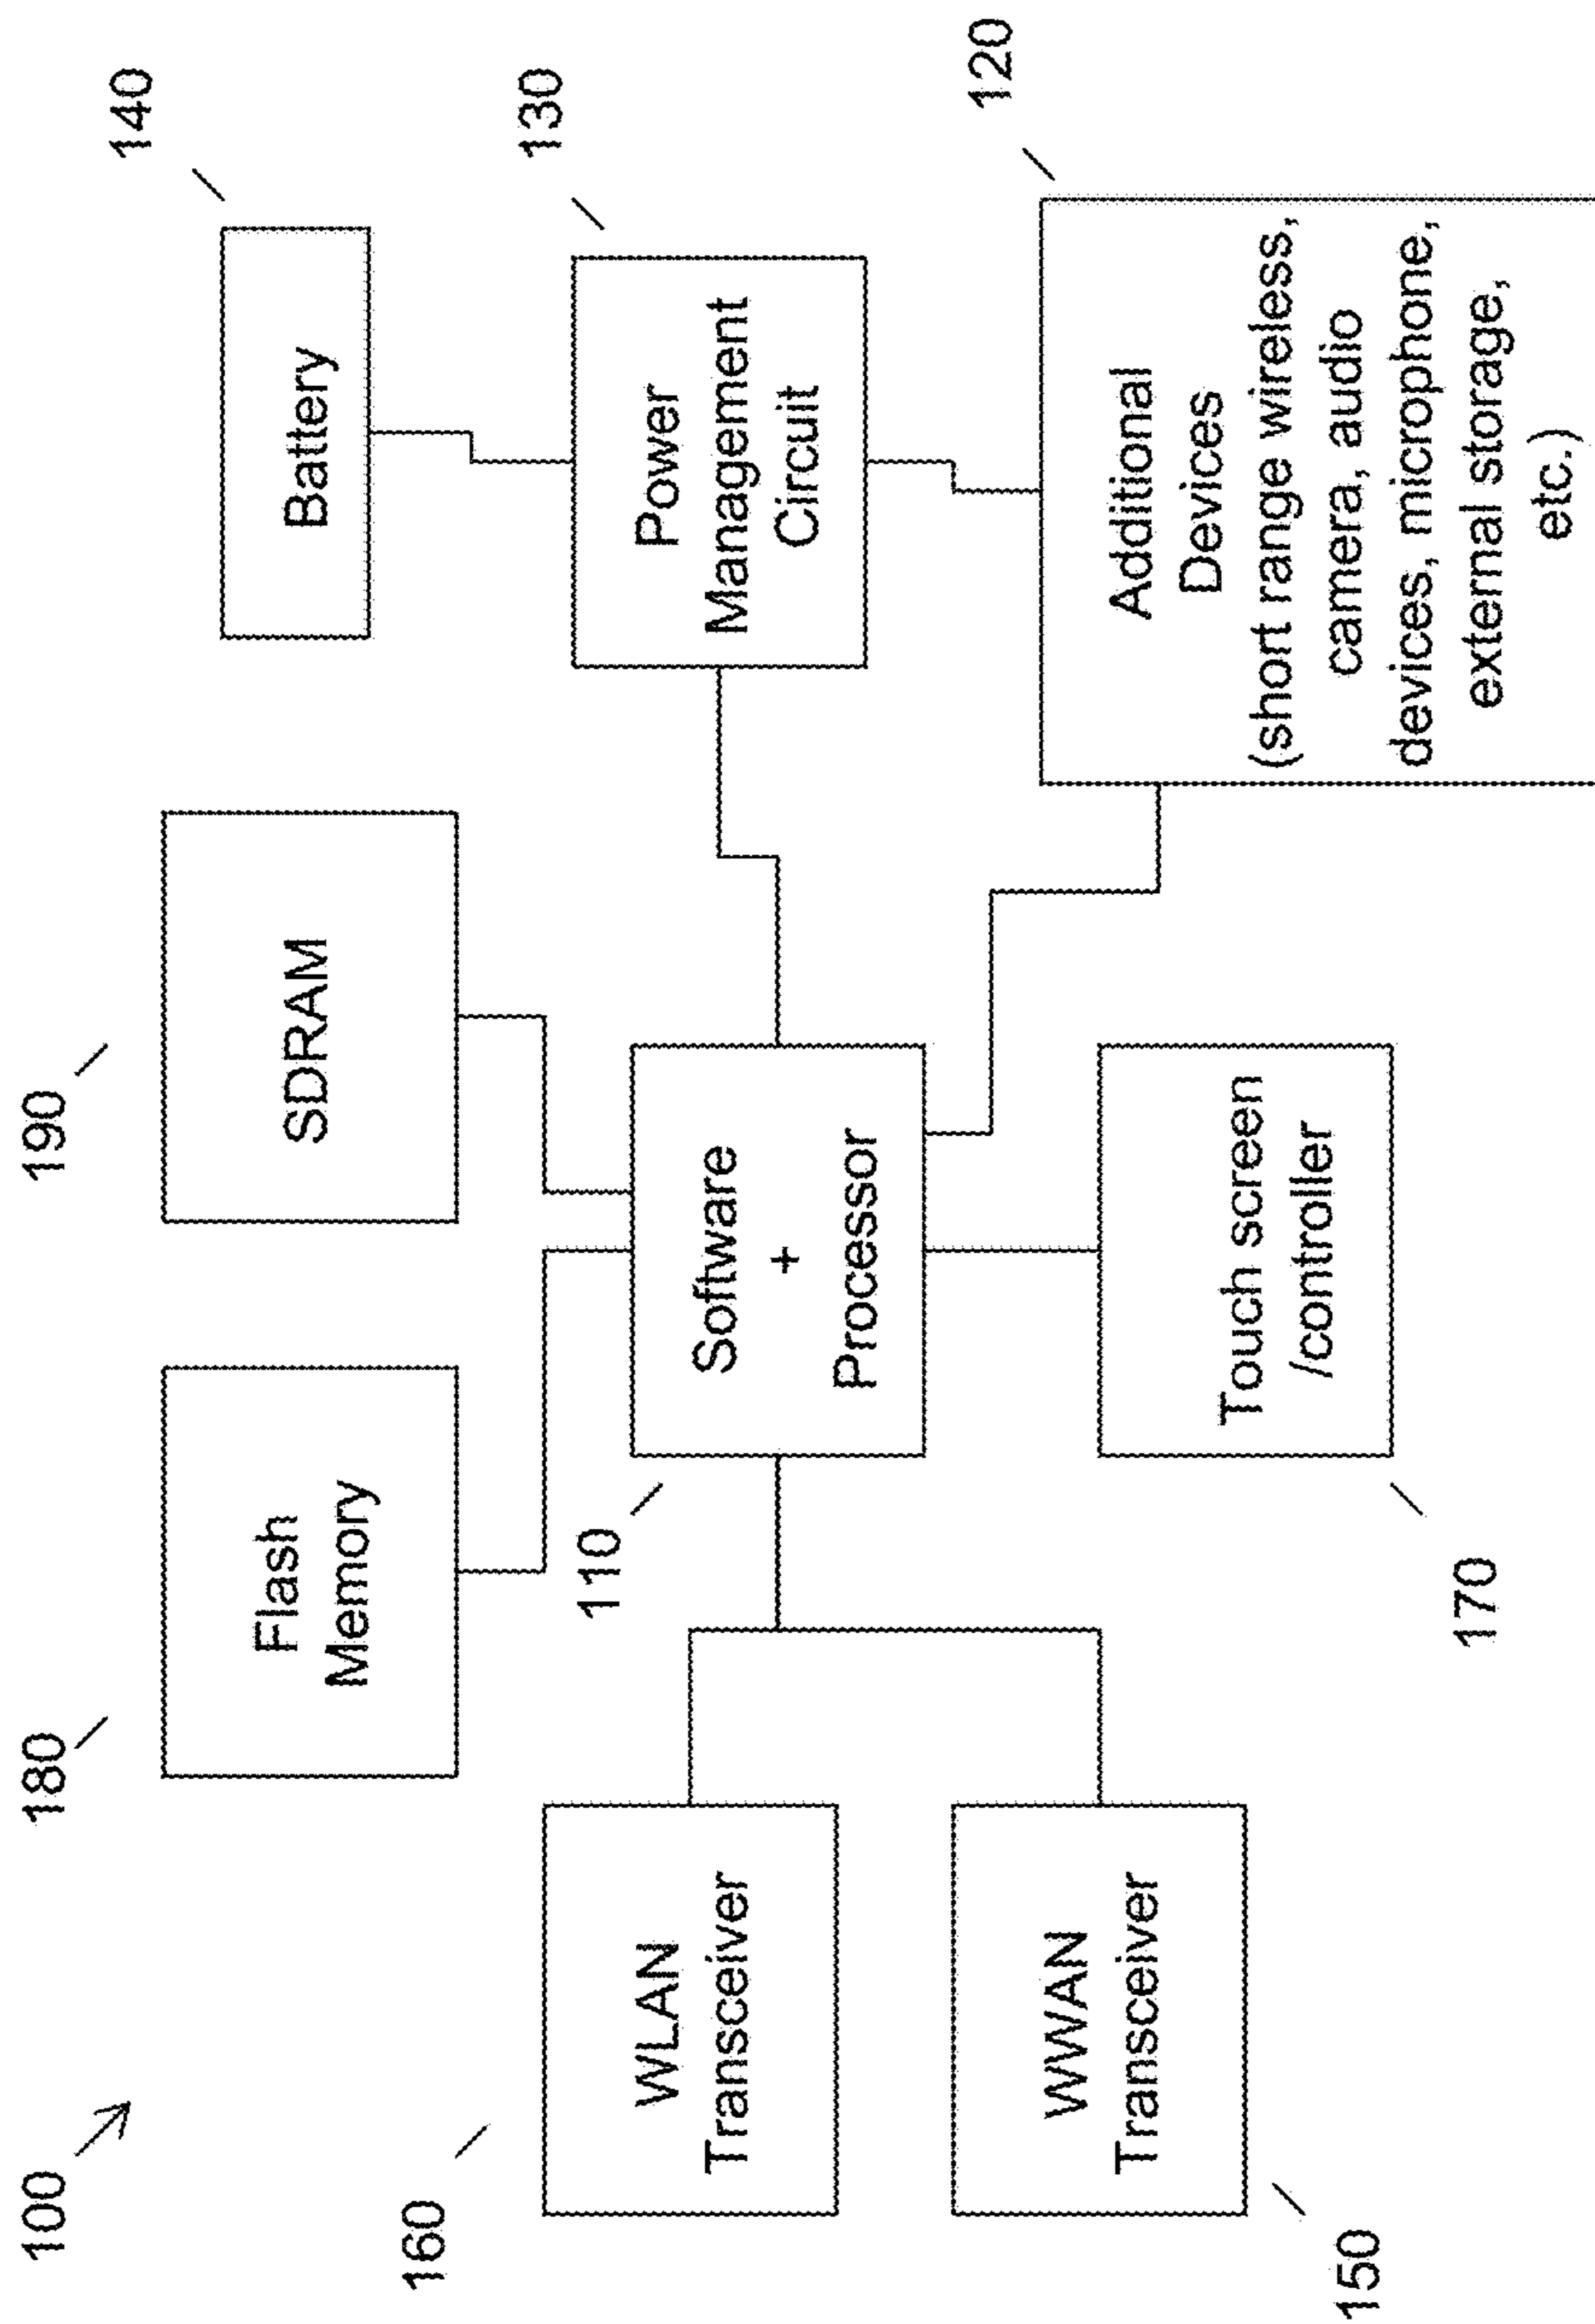 100
180
190
140
Flash
Memory
SDRAM
Battery
160
WLAN
Transceiver
110
Software
+
Processor
130
Power
Management
Circuit
150
WWAN
Transceiver
170
Touch screen
/controller
120
Additional
Devices
(short range wireless,
camera, audio
devices, microphone,
external storage,
etc.)